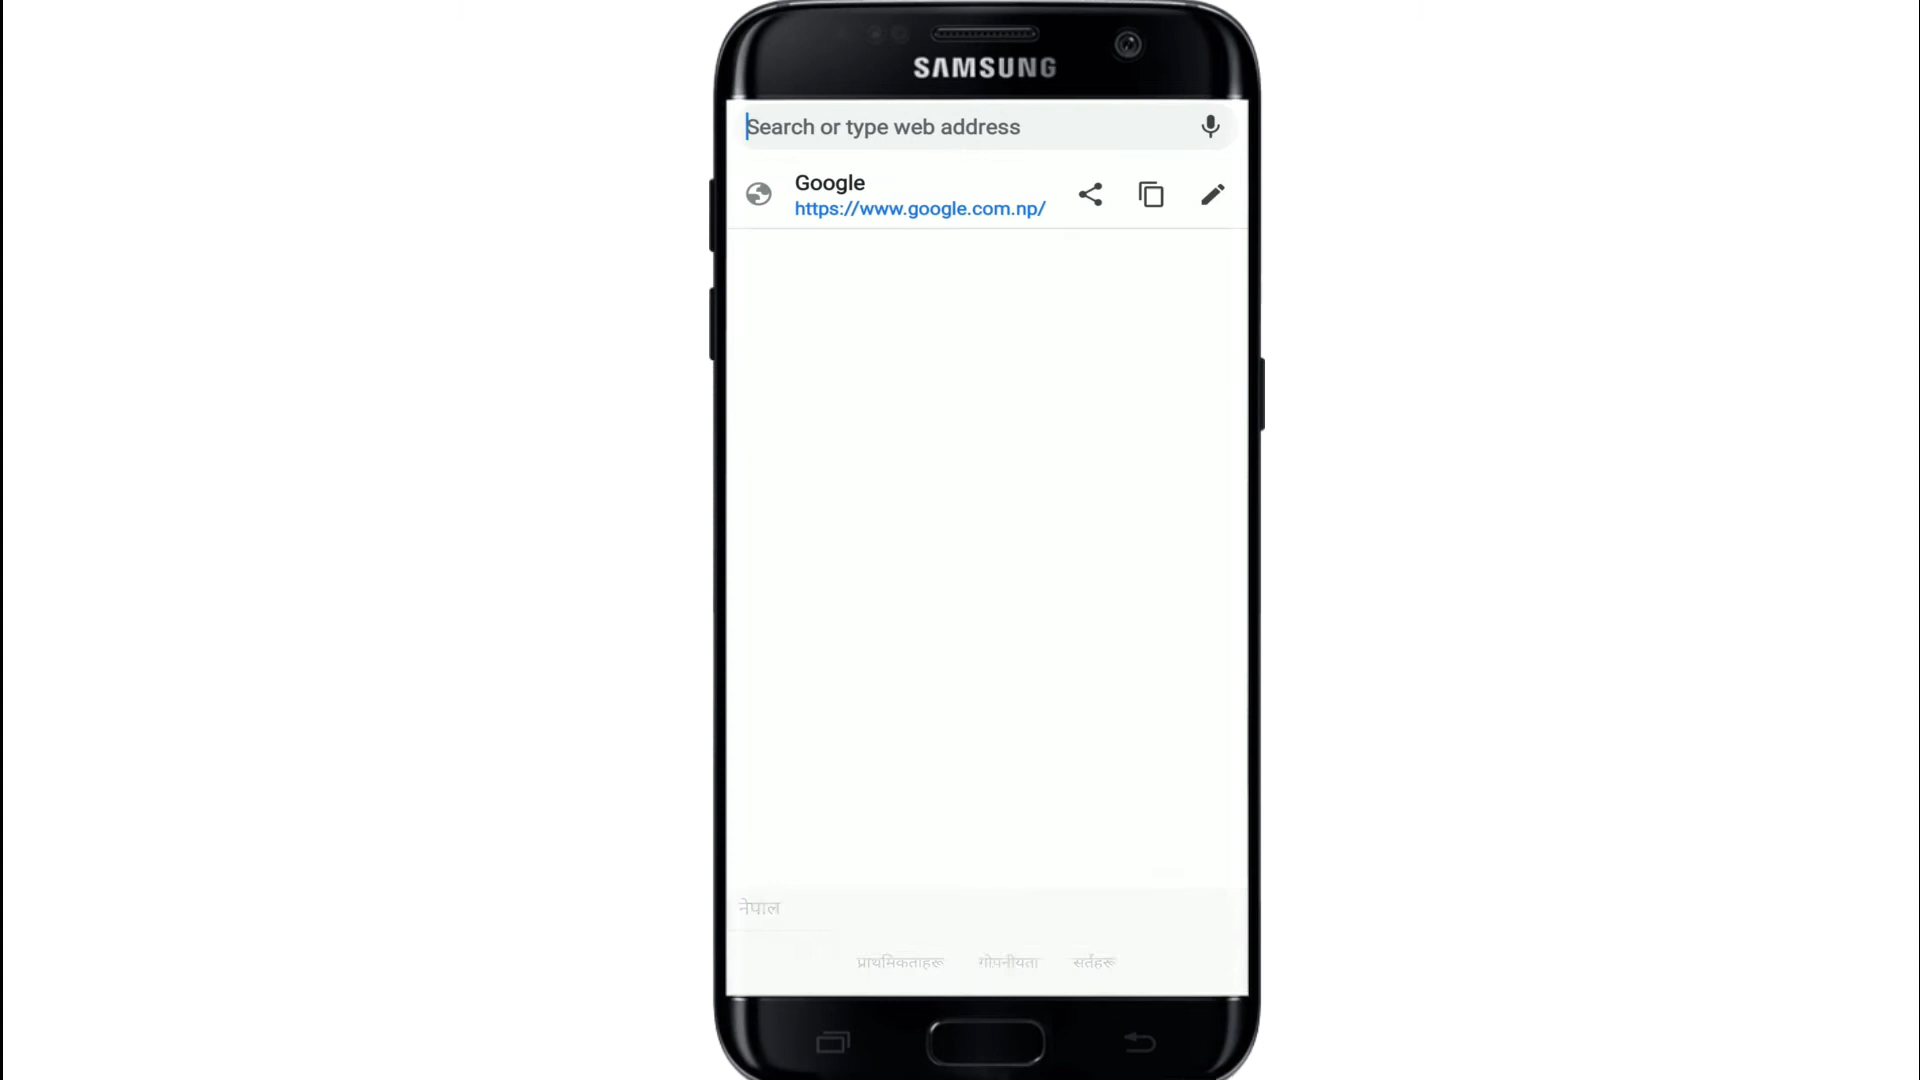 SAMSUNG
Search or type web address
Google
https://www.google.com.np/
नेपाल
प्राथमिकताहरू गोपनीयता सर्तहरू